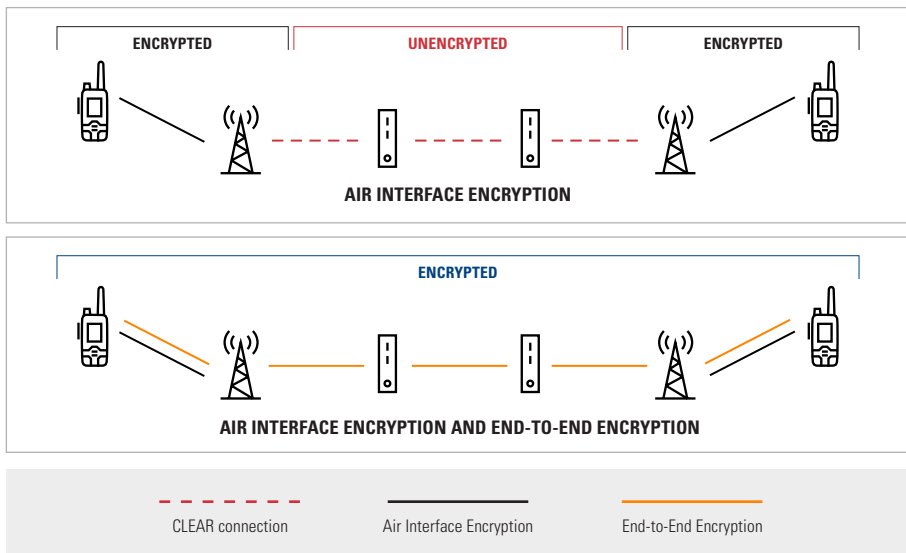 ENCRYPTED
UNENCRYPTED
ENCRYPTED
AIR INTERFACE ENCRYPTION
ENCRYPTED
AIR INTERFACE ENCRYPTION AND END-TO-END ENCRYPTION
CLEAR connection
Air Interface Encryption
End-to-End Encryption